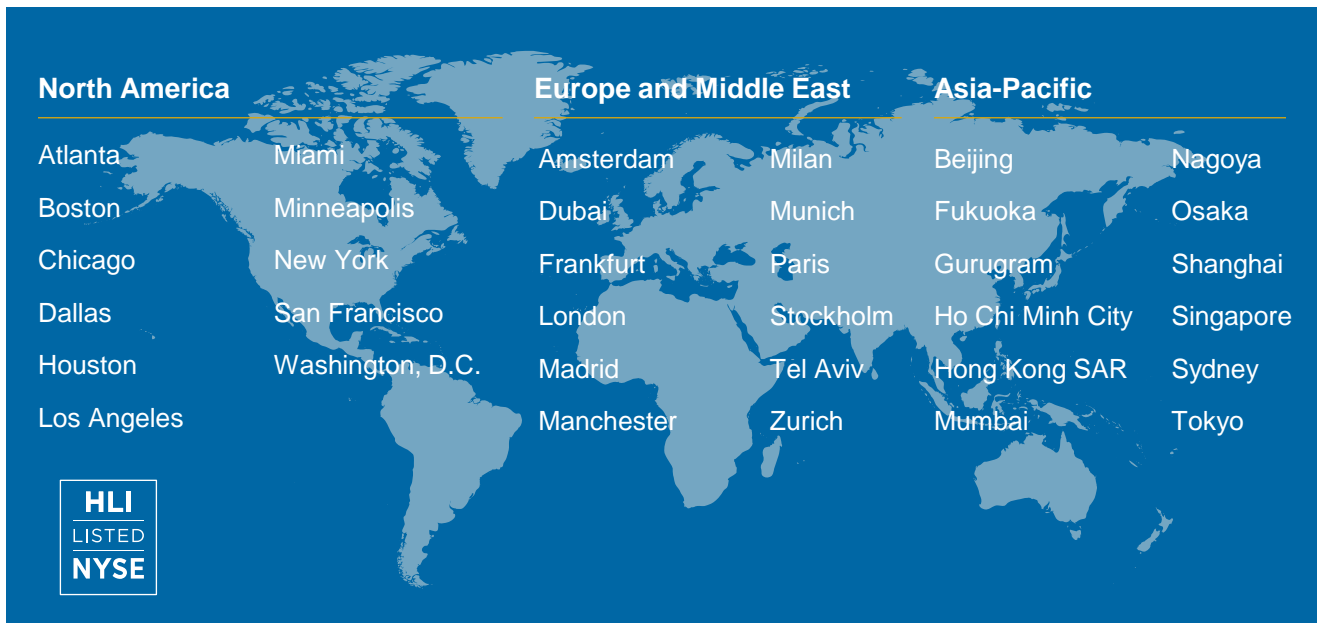 North America
Atlanta
Boston
Chicago
Dallas
Houston
Los Angeles
Miami
Minneapolis
New York
San Francisco
Washington, D.C.
Europe and Middle East
Amsterdam
Dubai
Frankfurt
London
Madrid
Manchester
Milan
Munich
Paris
Stockholm
Tel Aviv
Zurich
Asia-Pacific
Beijing
Fukuoka
Gurugram
Ho Chi Minh City
Hong Kong SAR
Mumbai
Nagoya
Osaka
Shanghai
Singapore
Sydney
Tokyo
HLI
LISTED
NYSE